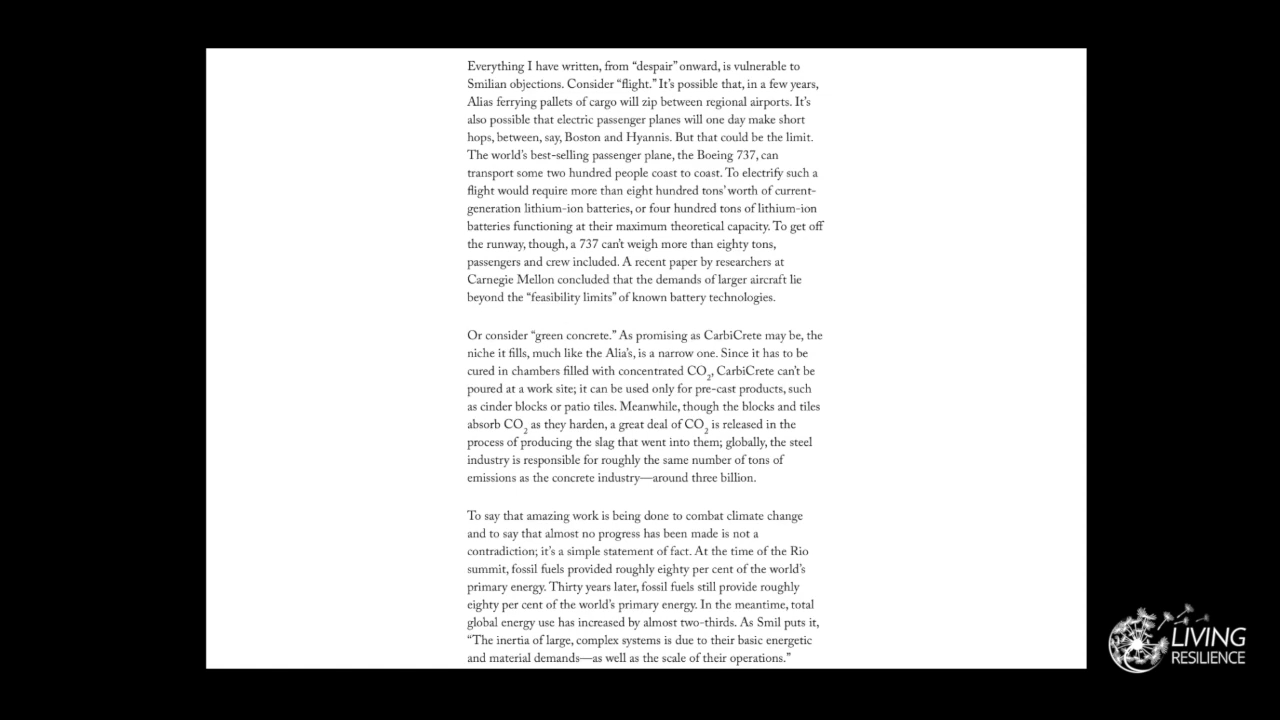 Everything I have written, from “despair” onward, is vulnerable to
Smilian objections. Consider “flight.” It’s possible that, in a few years,
Alias ferrying pallets of cargo will zip between regional airports. It’s
also possible that electric passenger planes will one day make short
hops, between, say, Boston and Hyannis. But that could be the limit.
The world’s best-selling passenger plane, the Boeing 737, can
transport some two hundred people coast to coast. To electrify such a
flight would require more than eight hundred tons’ worth of current-
generation lithium-ion batteries, or four hundred tons of lithium-ion
batteries functioning at their maximum theoretical capacity. To get off
the runway, though, a 737 can’t weigh more than eighty tons,
passengers and crew included. A recent paper by researchers at
Carnegie Mellon concluded that the demands of larger aircraft lie
beyond the “feasibility limits” of known battery technologies.
Or consider “green concrete.” As promising as CarbiCrete may be, the
niche it fills, much like the Alia’s, is a narrow one. Since it has to be
cured in chambers filled with concentrated CO₂, CarbiCrete can’t be
poured at a work site; it can be used only for pre-cast products, such
as cinder blocks or patio tiles. Meanwhile, though the blocks and tiles
absorb CO₂ as they harden, a great deal of CO₂ is released in the
process of producing the slag that went into them; globally, the steel
industry is responsible for roughly the same number of tons of
emissions as the concrete industry—around three billion.
To say that amazing work is being done to combat climate change
and to say that almost no progress has been made is not a
contradiction; it’s a simple statement of fact. At the time of the Rio
summit, fossil fuels provided roughly eighty per cent of the world’s
primary energy. Thirty years later, fossil fuels still provide roughly
eighty per cent of the world’s primary energy. In the meantime, total
global energy use has increased by almost two-thirds. As Smil puts it,
“The inertia of large, complex systems is due to their basic energetic
and material demands—as well as the scale of their operations.”
LIVING
RESILIENCE